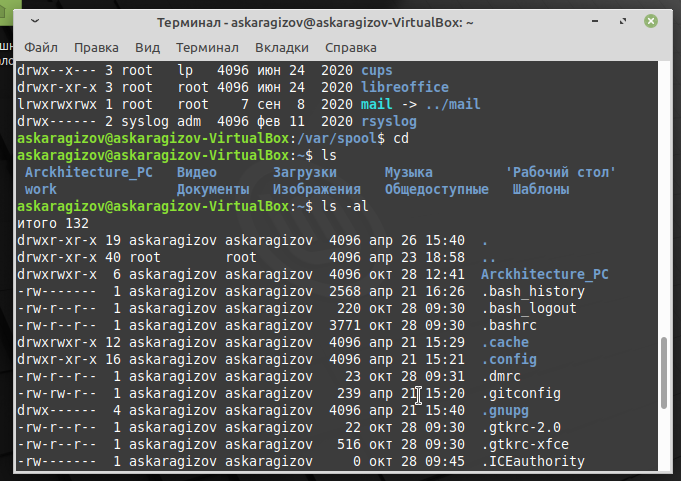 шн
ло
Терминал - askaragizov@askaragizov-VirtualBox: ~
Файл Правка Вид Терминал Вкладки Справка
drwx--x--- 3 root   lp   4096 июн 24  2020 cups
drwxr-xr-x 3 root   root 4096 июн 24  2020 libreoffice
lrwxrwxrwx 1 root   root    7 сен  8  2020 mail -> ../mail
drwx------ 2 syslog adm  4096 фев 11  2020 rsyslog
askaragizov@askaragizov-VirtualBox:/var/spool$ cd
askaragizov@askaragizov-VirtualBox:~$ ls
Arckhitecture_PC   Видео       Загрузки      Музыка         'Рабочий стол'
work               Документы   Изображения   Общедоступные   Шаблоны
askaragizov@askaragizov-VirtualBox:~$ ls -al
итого 132
drwxr-xr-x 19 askaragizov askaragizov  4096 апр 26 15:40 .
drwxr-xr-x 40 root        root         4096 апр 23 18:58 ..
drwxrwxr-x  6 askaragizov askaragizov  4096 окт 28 12:41 Arckhitecture_PC
-rw-------  1 askaragizov askaragizov  2568 апр 21 16:26 .bash_history
-rw-r--r--  1 askaragizov askaragizov   220 окт 28 09:30 .bash_logout
-rw-r--r--  1 askaragizov askaragizov  3771 окт 28 09:30 .bashrc
drwxrwxr-x 12 askaragizov askaragizov  4096 апр 21 15:29 .cache
drwxr-xr-x 16 askaragizov askaragizov  4096 апр 21 15:21 .config
-rw-r--r--  1 askaragizov askaragizov    23 окт 28 09:31 .dmrc
-rw-rw-r--  1 askaragizov askaragizov   239 апр 21 15:20 .gitconfig
drwx------  4 askaragizov askaragizov  4096 апр 21 15:40 .gnupg
-rw-r--r--  1 askaragizov askaragizov    22 окт 28 09:30 .gtkrc-2.0
-rw-r--r--  1 askaragizov askaragizov   516 окт 28 09:30 .gtkrc-xfce
-rw-------  1 askaragizov askaragizov     0 окт 28 09:45 .ICEauthority